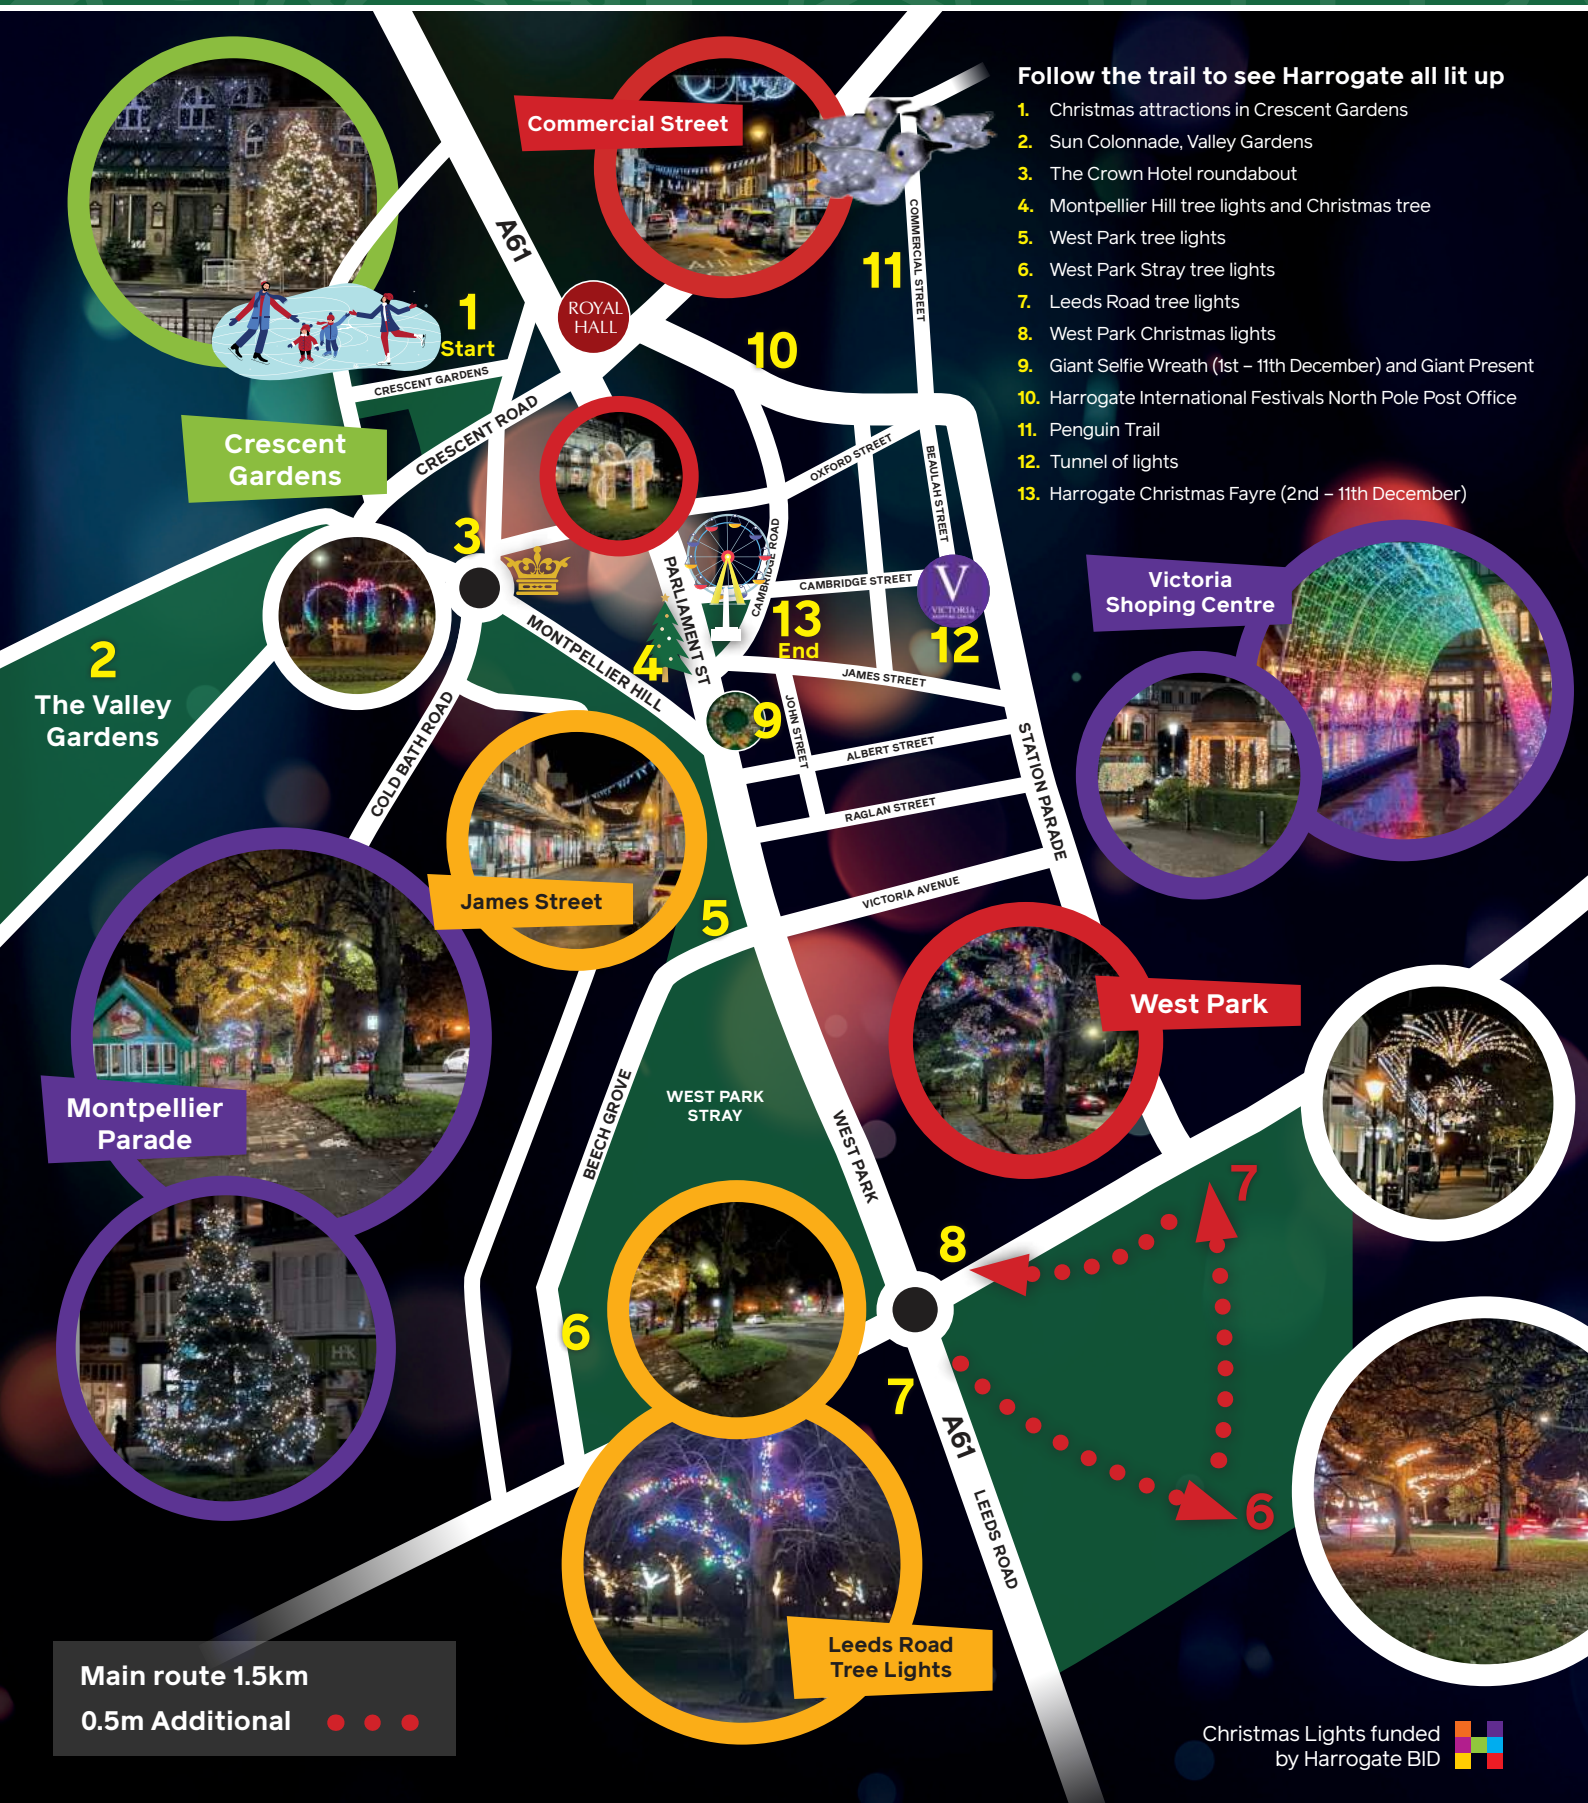 Follow the trail to see Harrogate all lit up
1. Christmas attractions in Crescent Gardens
2. Sun Colonnade, Valley Gardens
3. The Crown Hotel roundabout
4. Montpellier Hill tree lights and Christmas tree
5. West Park tree lights
6. West Park Stray tree lights
7. Leeds Road tree lights
8. West Park Christmas lights
9. Giant Selfie Wreath (1st – 11th December) and Giant Present
10. Harrogate International Festivals North Pole Post Office
11. Penguin Trail
12. Tunnel of lights
13. Harrogate Christmas Fayre (2nd – 11th December)
Commercial Street
A61
COMMERCIAL STREET
11
1
Start
ROYAL
HALL
10
CRESCENT GARDENS
CRESCENT ROAD
Crescent
Gardens
OXFORD STREET
BEAULAH STREET
3
PARLIAMENT ST
CAMBRIDGE ROAD
CAMBRIDGE STREET
V
VICTORIA
SHOPPING CENTRE
Victoria
Shoping Centre
13
End
12
MONTPELLIER HILL
4
2
The Valley
Gardens
JAMES STREET
9
JOHN STREET
ALBERT STREET
STATION PARADE
COLD BATH ROAD
RAGLAN STREET
VICTORIA AVENUE
James Street
5
West Park
Montpellier
Parade
BEECH GROVE
WEST PARK
STRAY
WEST PARK
7
8
6
H·K
7
A61
6
LEEDS ROAD
Leeds Road
Tree Lights
Main route 1.5km
0.5m Additional
Christmas Lights funded
by Harrogate BID